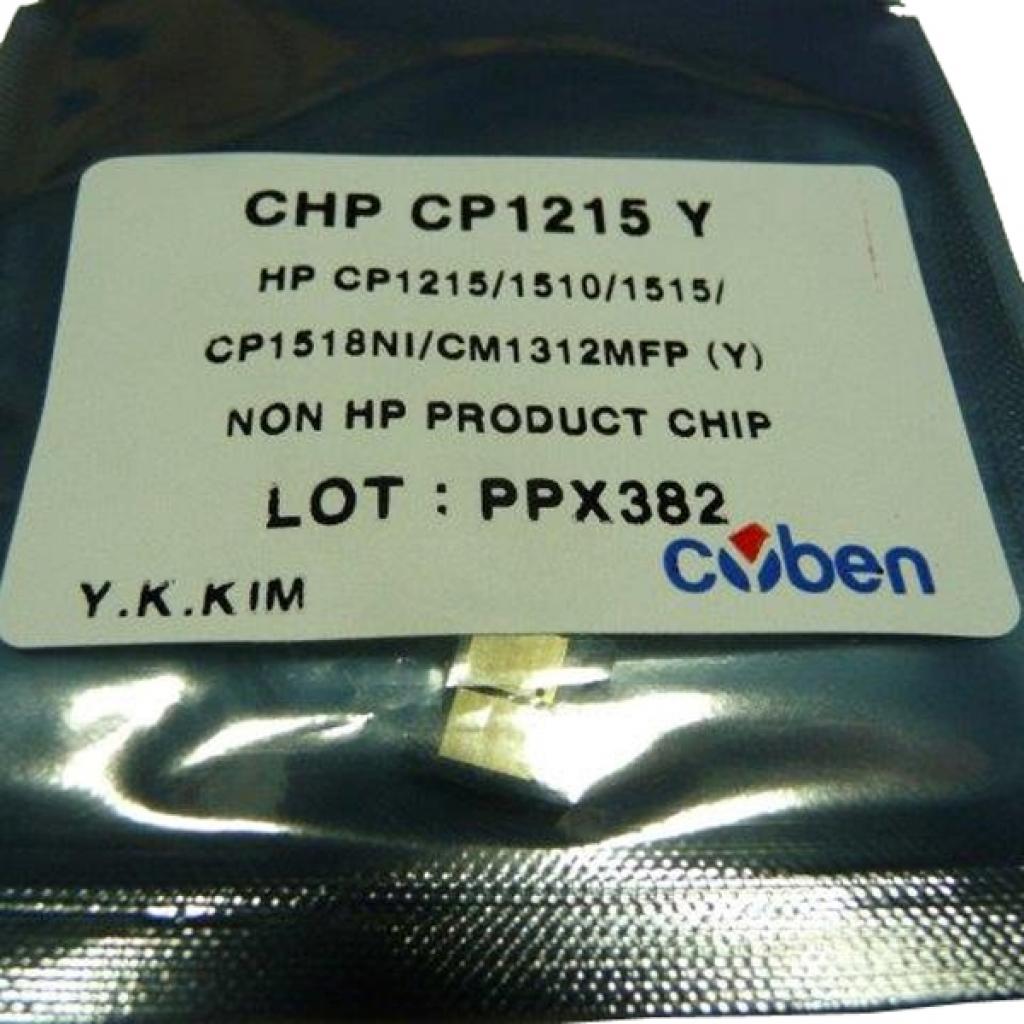 CHP CP1215 Y
HP CP1215/1510/1515/
CP1518NI/CM1312MFP (Y)
NON HP PRODUCT CHIP
LOT : PPX382
cuben
Y.K.KIM